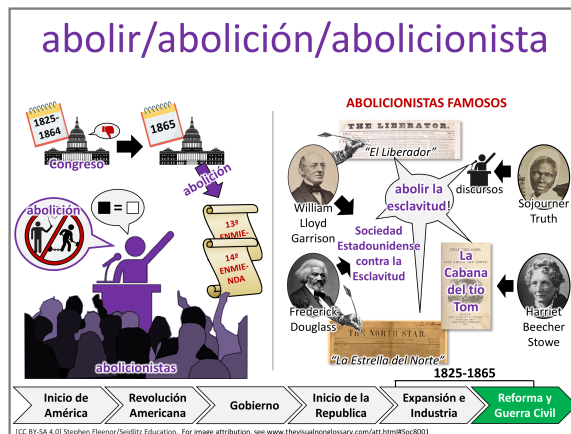 abolir/abolición/abolicionista
1825-
1864
1865
Congreso
abolición
abolición
=
13ª
ENMIE-
14ª
ENMIE-
NDA
abolicionistas
ABOLICIONISTAS FAMOSOS
THE LIBERATOR.
“El Liberador”
abolir la
esclavitud!
discursos
William
Lloyd
Garrison
Sojourner
Truth
Sociedad
Estadounidense
contra la
Esclavitud
La
Cabana
del tío
Tom
Frederick
Douglass
Harriet
Beecher
Stowe
THE NORTH STAR.
“La Estrella del Norte”
1825-1865
Inicio de
América
Revolución
Americana
Gobierno
Inicio de la
Republica
Expansión e
Industria
Reforma y
Guerra Civil
[CC BY-SA 4.0] Stephen Fleenor/Seidlitz Education. For image attribution, see www.thevisualnonglossary.com/att.html#Soc8001